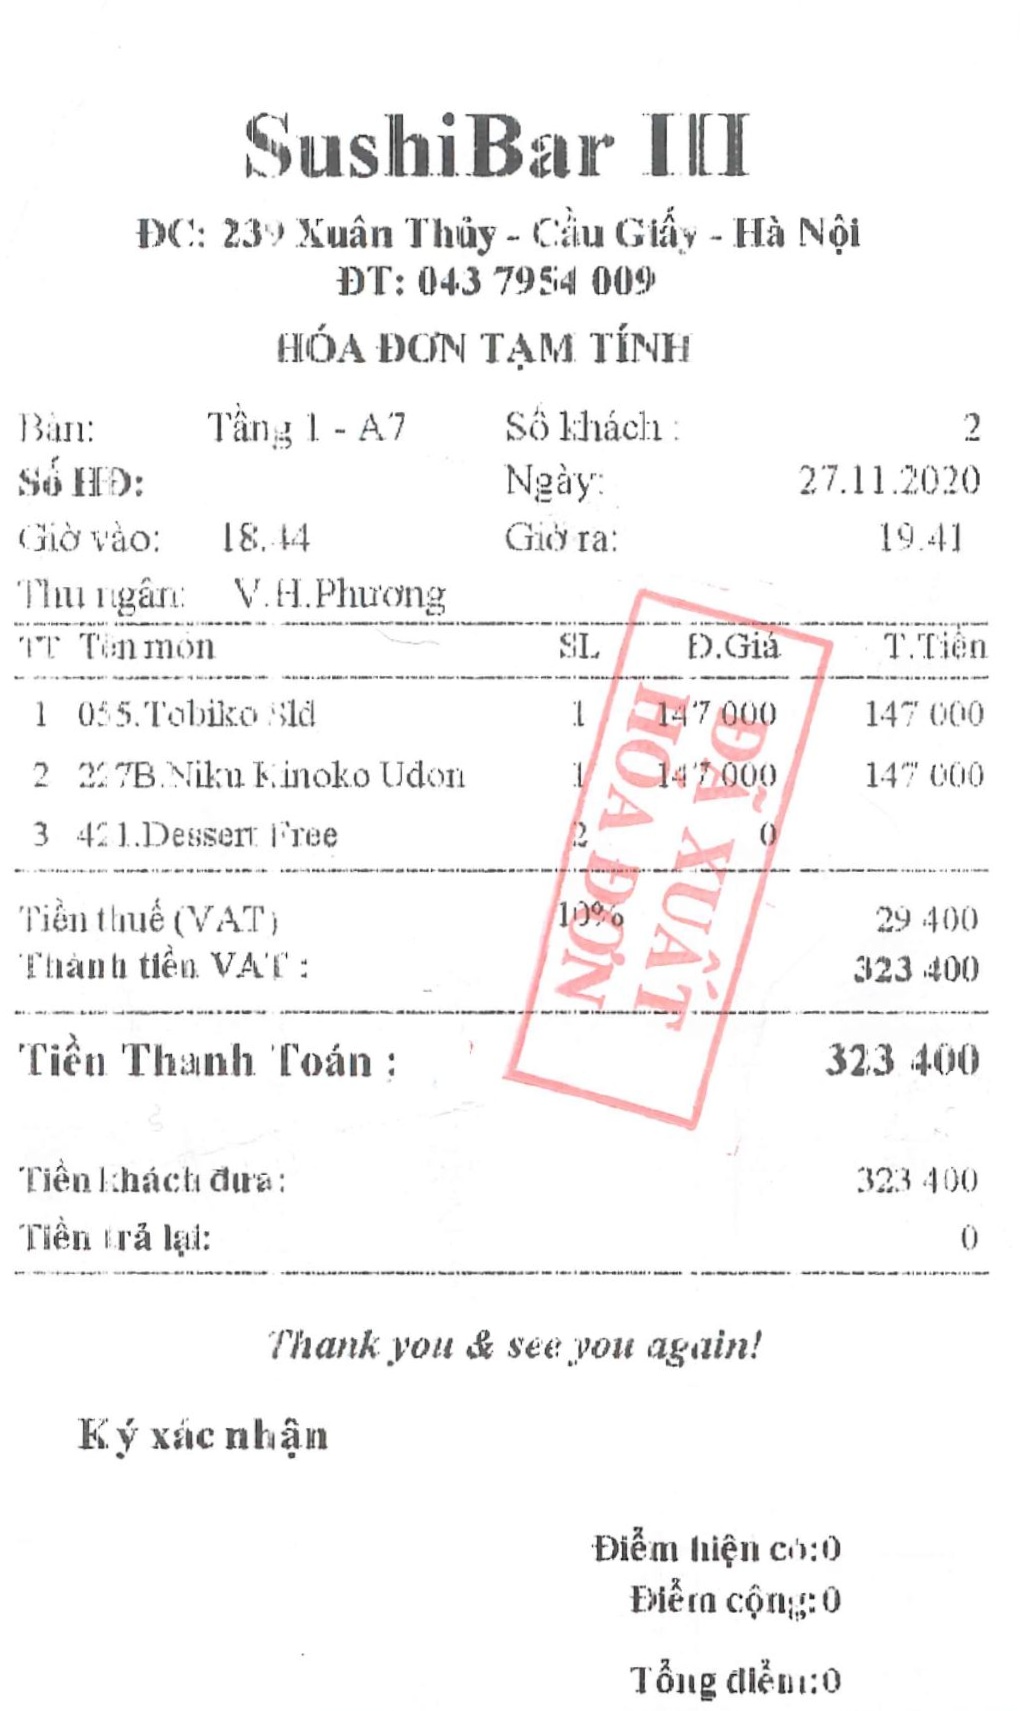 SushiBar III
ĐC: 239 Xuân Thủy - Cầu Giấy - Hà Nội
ĐT: 043 7954 009
HÓA ĐƠN TẠM TÍNH
Bàn: Tầng 1 - A7 Số khách : 2
Số HĐ: Ngày: 27.11.2020
Giờ vào: 18.44 Giờ ra: 19.41
Thu ngân: V.H.Phương
TT Tên món SL Đ.Giá T.Tiền
1 055.Tobiko Sld 1 147 000 147 000
2 227B.Niku Kinoko Udon 1 147 000 147 000
3 421.Dessert Free 2 0
Tiền thuế (VAT) 10% 29 400
Thành tiền VAT : 323 400
Tiền Thanh Toán : 323 400
Tiền khách đưa: 323 400
Tiền trả lại: 0
ĐÃ XUẤT
HÓA ĐƠN
Thank you & see you again!
Ký xác nhận
Điểm hiện có:0
Điểm cộng:0
Tổng điểm:0